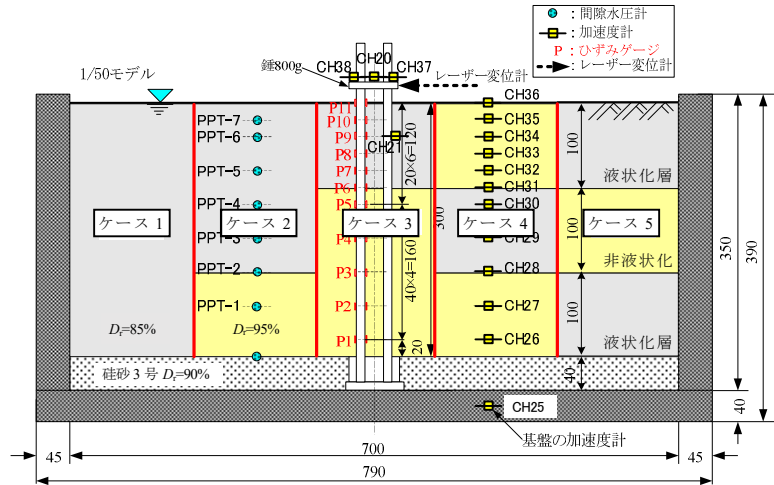 : 間隙水圧計
: 加速度計
P : ひずみゲージ
: レーザー変位計
1/50モデル
錘800g
CH38
CH20
CH37
レーザー変位計
CH21
P11
P10
P9
P8
P7
P6
P5
P4
P3
P2
P1
PPT-7
PPT-6
PPT-5
PPT-4
PPT-3
PPT-2
PPT-1
CH36
CH35
CH34
CH33
CH32
CH31
CH30
CH29
CH28
CH27
CH26
CH25
基盤の加速度計
ケース 1
ケース 2
ケース 3
ケース 4
ケース 5
液状化層
非液状化
液状化層
Dr=85%
Dr=95%
硅砂 3 号 Dr=90%
20×6=120
40×4=160
20
300
100
100
100
40
350
390
40
45
700
45
790